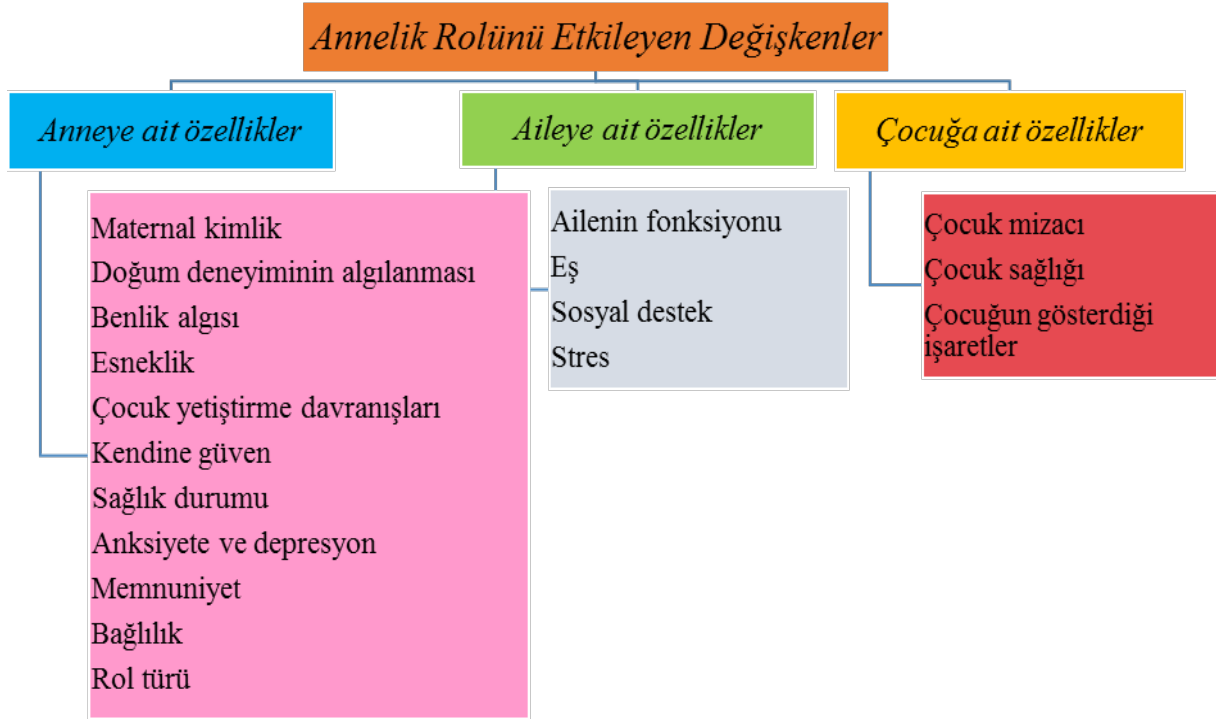 Annelik Rolünü Etkileyen Değişkenler
Anneye ait özellikler
Maternal kimlik
Doğum deneyiminin algılanması
Benlik algısı
Esneklik
Çocuk yetiştirme davranışları
Kendine güven
Sağlık durumu
Anksiyete ve depresyon
Memnuniyet
Bağlılık
Rol türü
Aileye ait özellikler
Ailenin fonksiyonu
Eş
Sosyal destek
Stres
Çocuğa ait özellikler
Çocuk mizacı
Çocuk sağlığı
Çocuğun gösterdiği
işaretler